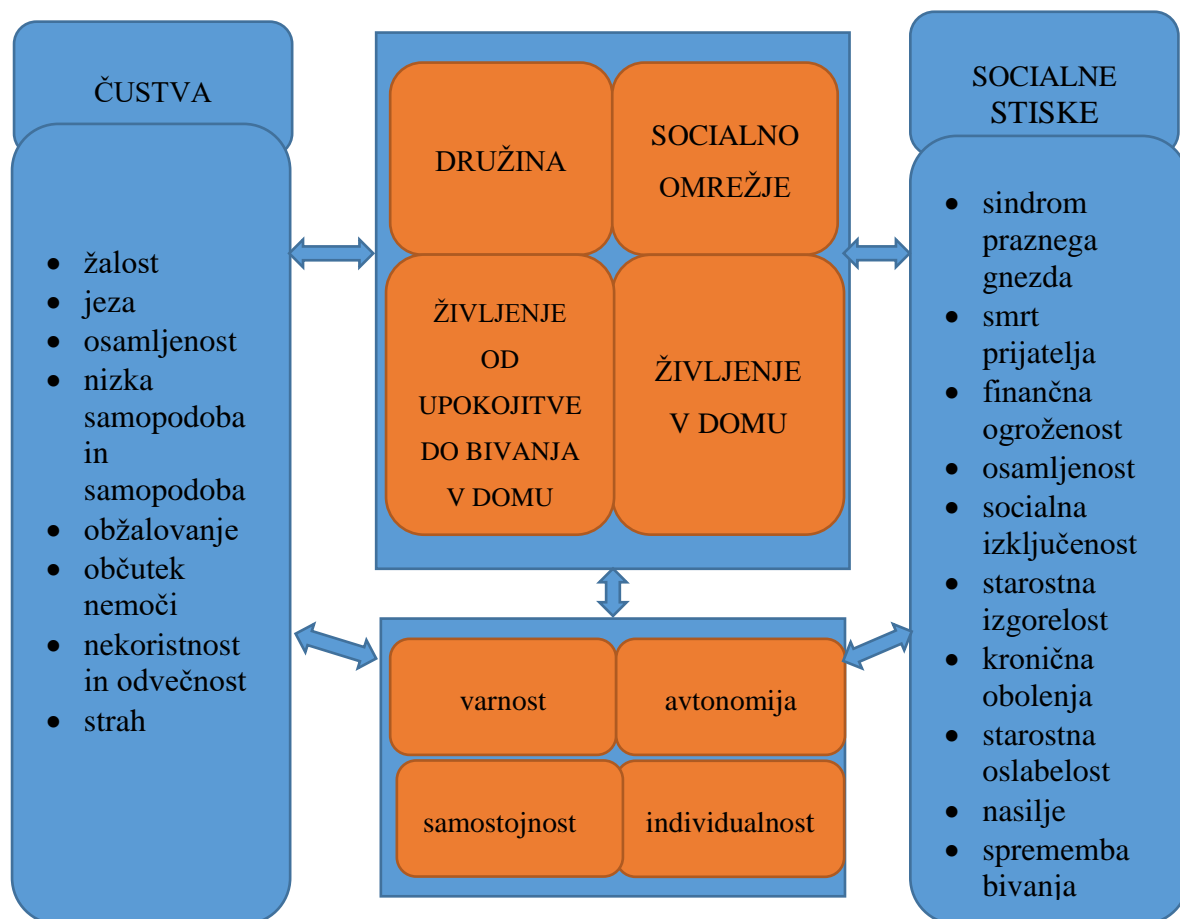 ČUSTVA
• žalost
• jeza
• osamljenost
• nizka
samopodoba
in
samopodoba
• obžalovanje
• občutek
nemoči
• nekoristnost
in odvečnost
• strah
DRUŽINA
SOCIALNO
OMREŽJE
ŽIVLJENJE
OD
UPOKOJITVE
DO BIVANJA
V DOMU
ŽIVLJENJE
V DOMU
varnost
avtonomija
samostojnost
individualnost
SOCIALNE
STISKE
• sindrom
praznega
gnezda
• smrt
prijatelja
• finančna
ogroženost
• osamljenost
• socialna
izključenost
• starostna
izgorelost
• kronična
obolenja
• starostna
oslabelost
• nasilje
• sprememba
bivanja